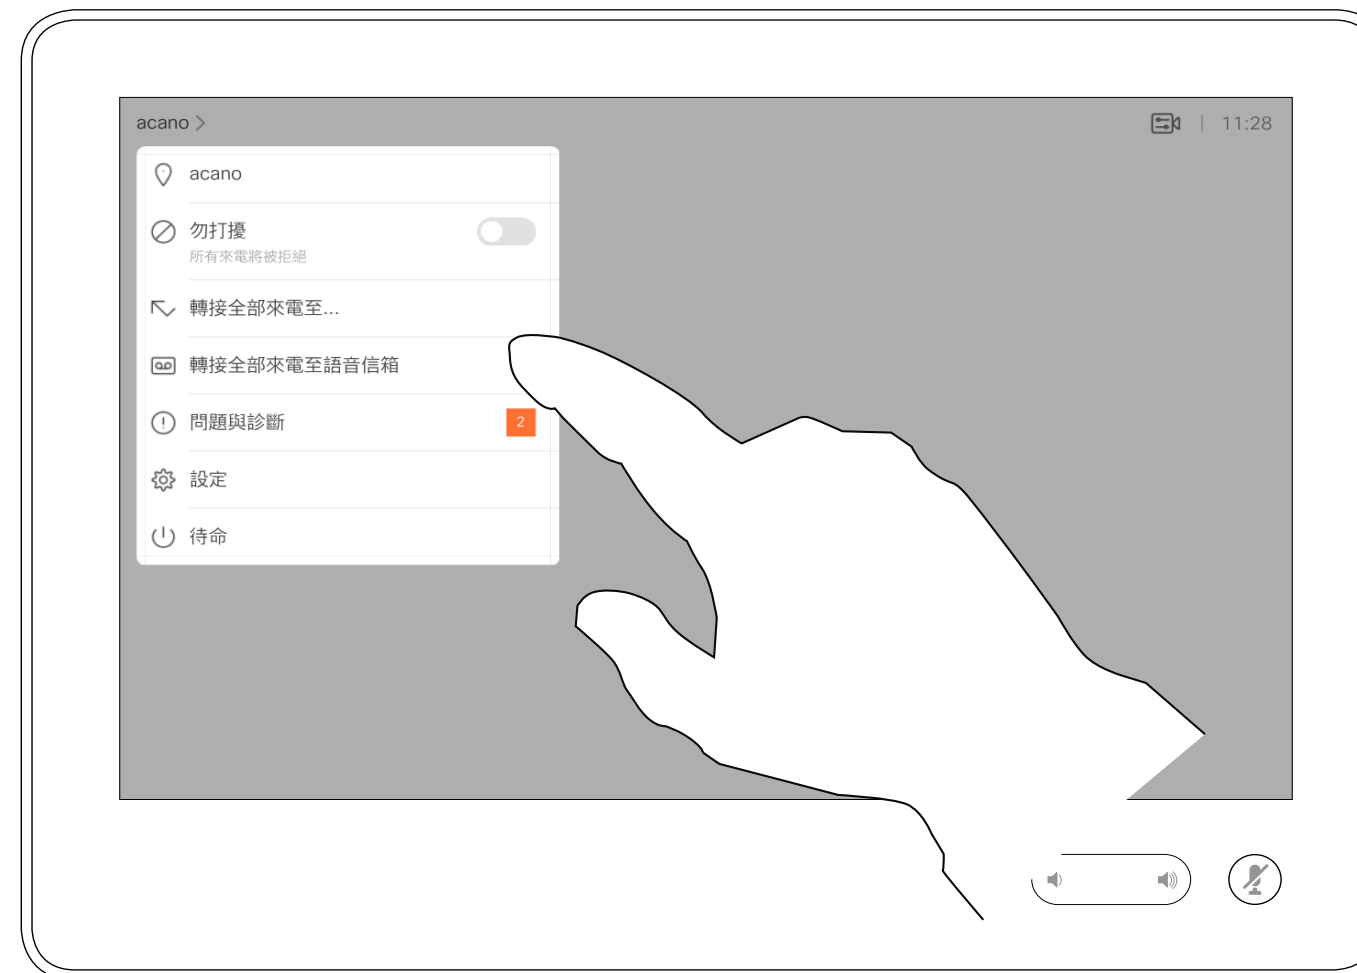 acano >
11:28
acano
勿打擾
所有來電將被拒絕
轉接全部來電至...
轉接全部來電至語音信箱
問題與診斷
2
設定
待命